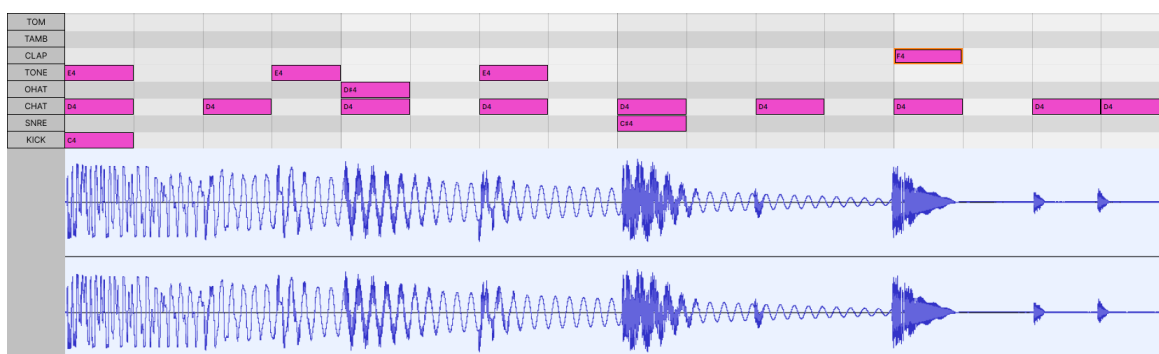 TOM
TAMB
CLAP F4
TONE E4 E4 E4
OHAT D#4
CHAT D4 D4 D4 D4 D4 D4 D4 D4 D4
SNRE C#4
KICK C4